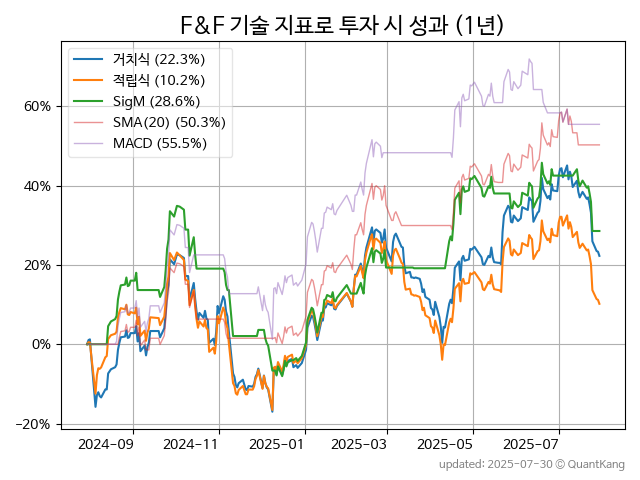 F&F 기술 지표로 투자 시 성과 (1년)
거치식 (22.3%)
적립식 (10.2%)
SigM (28.6%)
SMA(20) (50.3%)
MACD (55.5%)
60%
40%
20%
0%
−20%
2024-09 2024-11 2025-01 2025-03 2025-05 2025-07
updated: 2025-07-30 © QuantKang